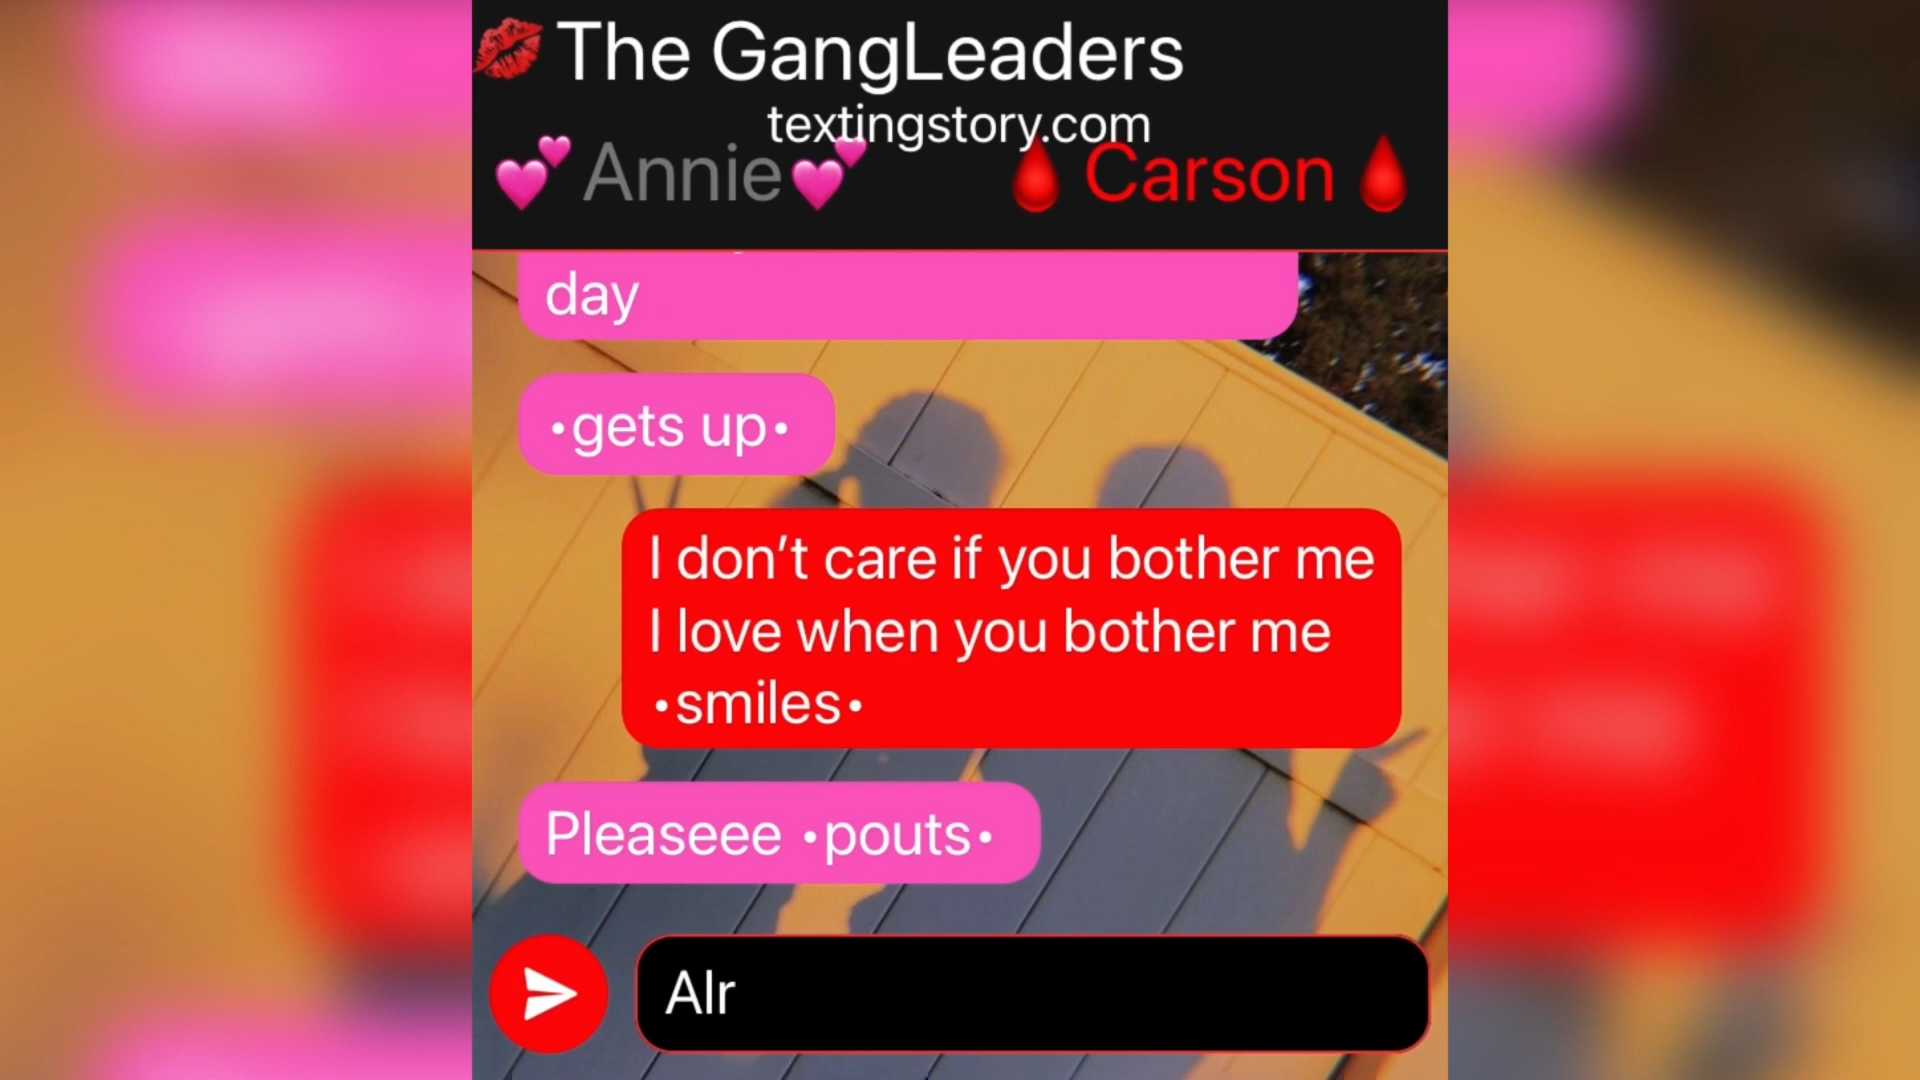 The GangLeaders
textingstory.com
Annie
Carson
day
•gets up•
I don’t care if you bother me
I love when you bother me
•smiles•
Pleaseee •pouts•
Alr